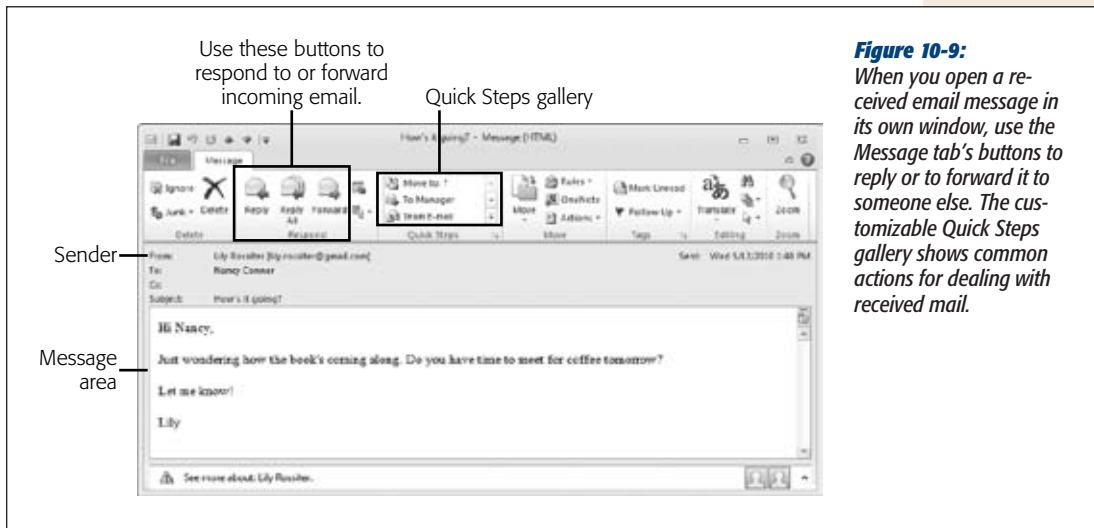 Use these buttons to
respond to or forward
incoming email.
Quick Steps gallery
How's it going? - Message (HTML)
File Message
Ignore
Junk
Delete
Reply
Reply
All
Forward
Move to: ?
To Manager
Team E-mail
Move
Rules
OneNote
Actions
Mark Unread
Follow Up
Translate
Zoom
Delete Respond Quick Steps Move Tags Editing Zoom
Sender
From: Lily Rossiter [lily.rossiter@gmail.com] Sent: Wed 5/12/2010 1:48 PM
To: Nancy Conner
Cc:
Subject: How's it going?
Message
area
Hi Nancy,
Just wondering how the book's coming along. Do you have time to meet for coffee tomorrow?
Let me know!
Lily
See more about: Lily Rossiter.
Figure 10-9:
When you open a re-
ceived email message in
its own window, use the
Message tab's buttons to
reply or to forward it to
someone else. The cus-
tomizable Quick Steps
gallery shows common
actions for dealing with
received mail.